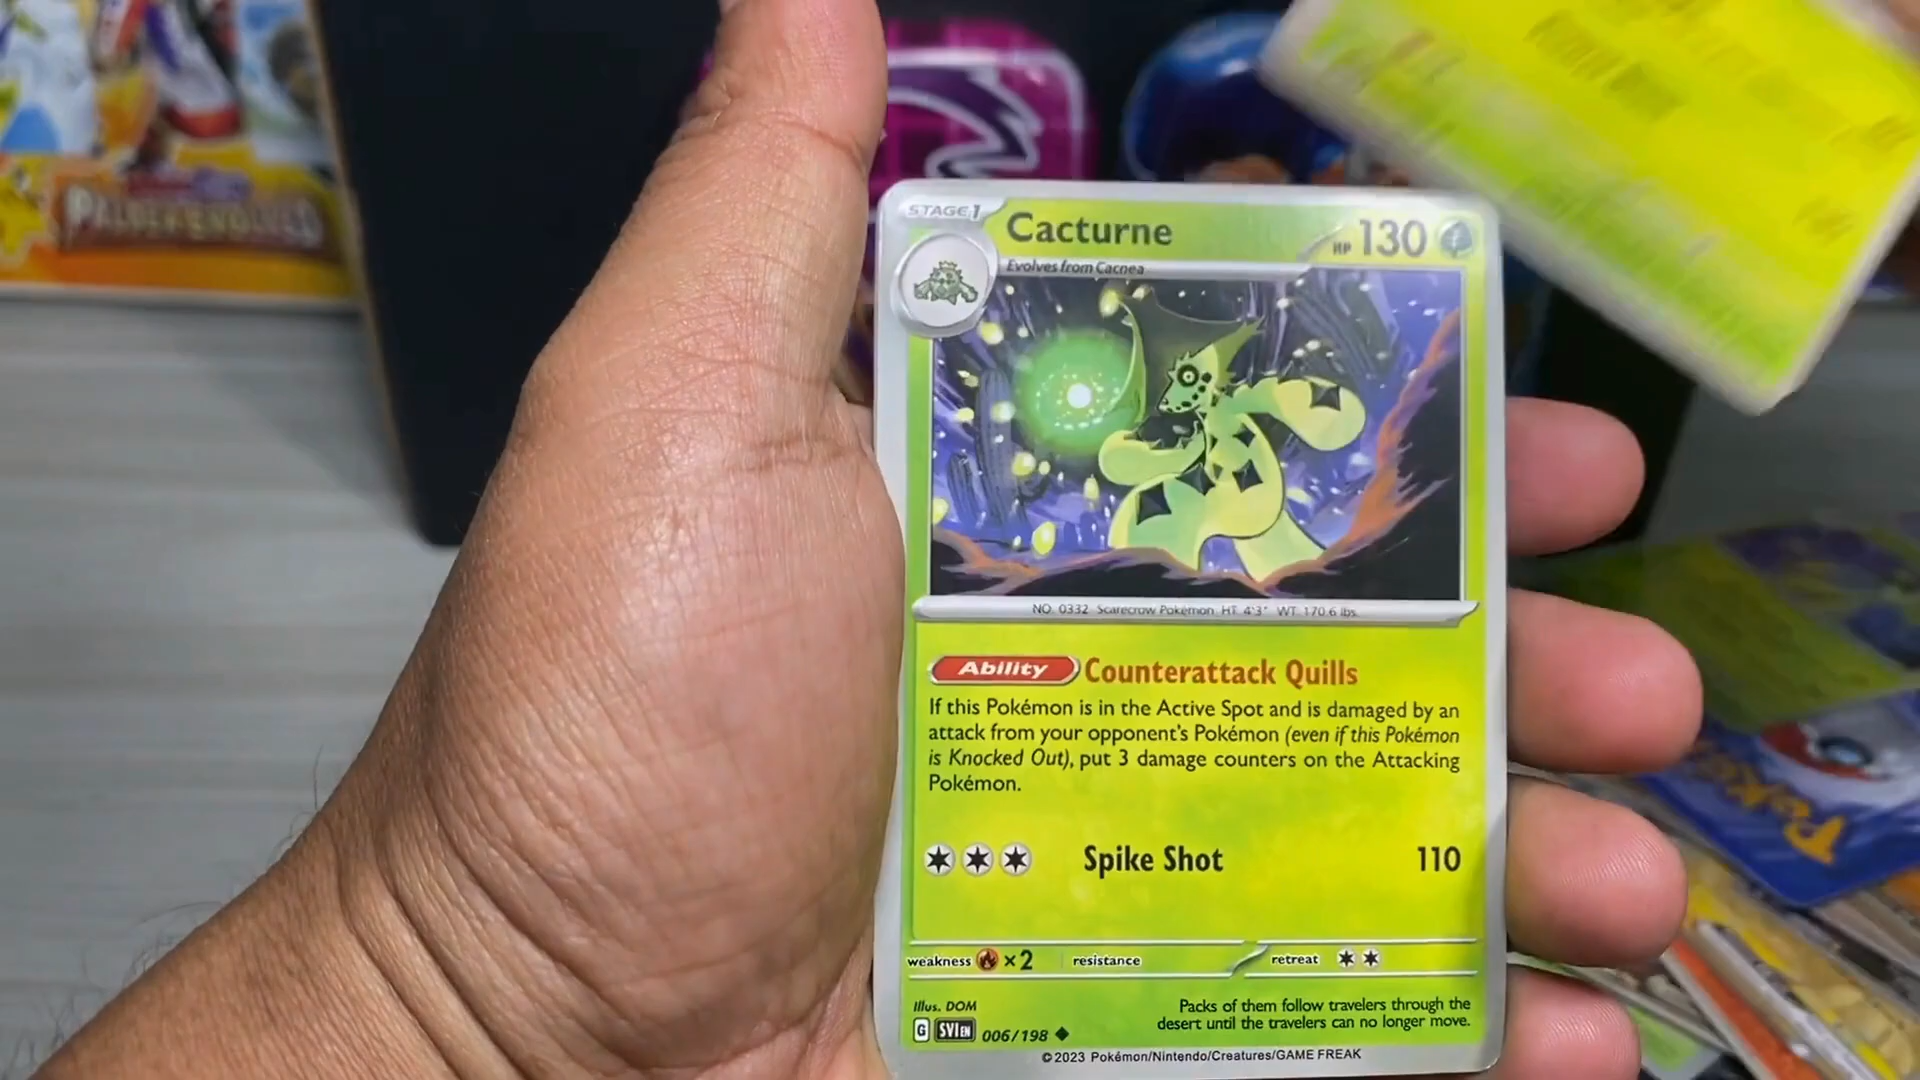 STAGE 1
Cacturne
HP 130
Evolves from Cacnea
NO. 0332 Scarecrow Pokémon HT 4'3" WT 170.6 lbs.
Ability Counterattack Quills
If this Pokémon is in the Active Spot and is damaged by an
attack from your opponent's Pokémon (even if this Pokémon
is Knocked Out), put 3 damage counters on the Attacking
Pokémon.
Spike Shot 110
weakness ×2 resistance retreat
Illus. DOM
G SVI EN 006/198
Packs of them follow travelers through the
desert until the travelers can no longer move.
©2023 Pokémon/Nintendo/Creatures/GAME FREAK